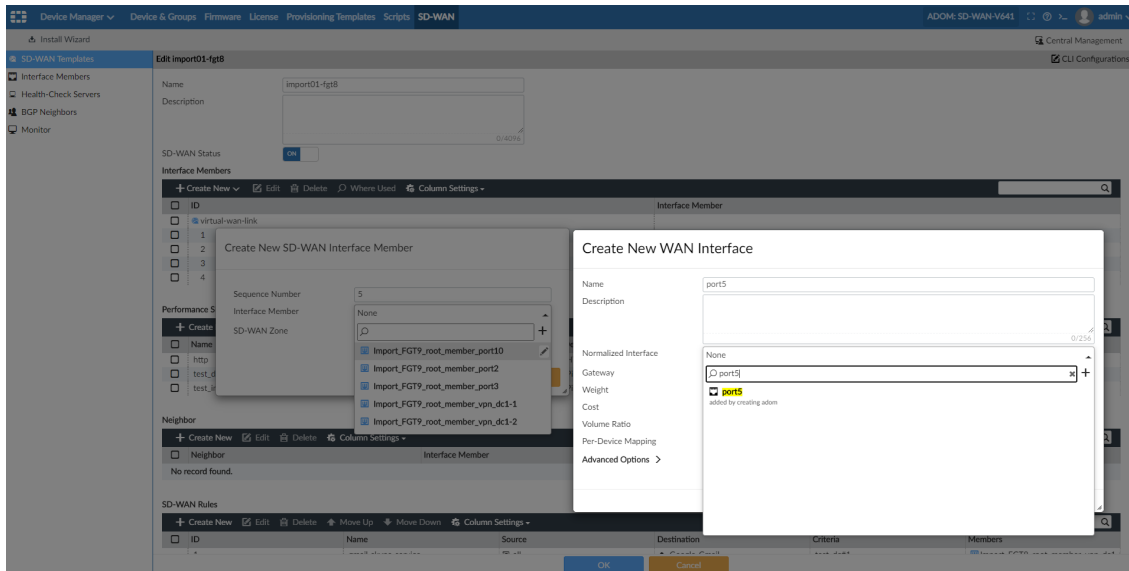 Device Manager Device & Groups Firmware License Provisioning Templates Scripts SD-WAN ADOM: SD-WAN-V641 admin
Install Wizard Central Management
SD-WAN Templates Edit import01-fgt8 CLI Configurations
Interface Members
Health-Check Servers
BGP Neighbors
Monitor
Name import01-fgt8
Description
0/4096
SD-WAN Status ON
Interface Members
Create New Edit Delete Where Used Column Settings
ID Interface Member
virtual-wan-link
1
2
3
4
Performance S
Create
Name
http
test_d
test_i
Neighbor
Create New Edit Delete Column Settings
Neighbor Interface Member
No record found.
SD-WAN Rules
Create New Edit Delete Move Up Move Down Column Settings
ID Name Source Destination Criteria Members
OK Cancel
Create New SD-WAN Interface Member
Sequence Number 5
Interface Member None
SD-WAN Zone
Import_FGT9_root_member_port10
Import_FGT9_root_member_port2
Import_FGT9_root_member_port3
Import_FGT9_root_member_vpn_dc1-1
Import_FGT9_root_member_vpn_dc1-2
Create New WAN Interface
Name port5
Description
0/256
Normalized Interface None
Gateway port5
Weight port5
added by creating adom
Cost
Volume Ratio
Per-Device Mapping
Advanced Options >